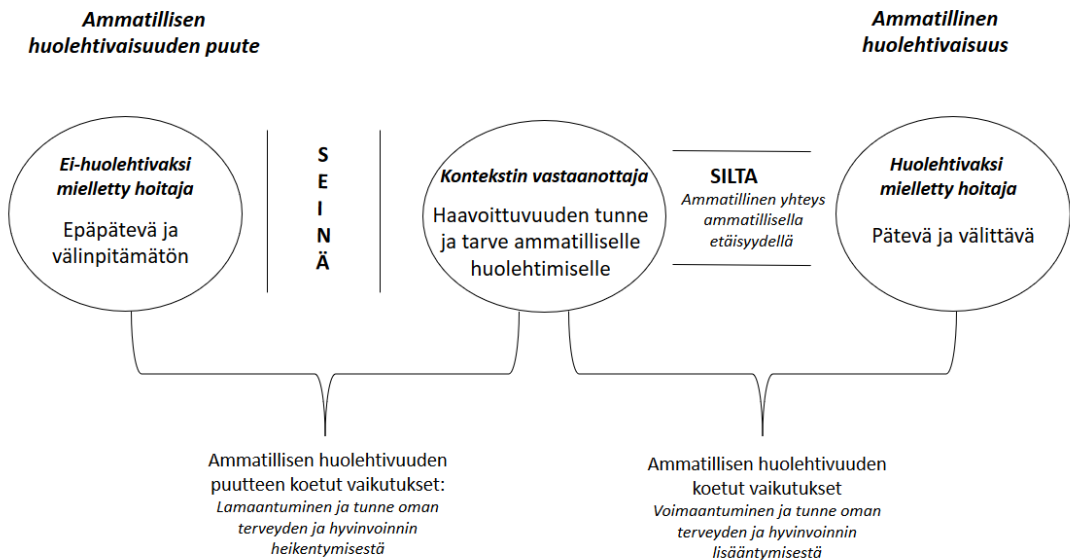 Ammatillisen
huolehtivaisuuden puute
Ammatillinen
huolehtivaisuus
Ei-huolehtivaksi
mielletty hoitaja
Epäpätevä ja
välinpitämätön
S
E
I
N
Ä
Kontekstin vastaanottaja
Haavoittuvuuden tunne
ja tarve ammatilliselle
huolehtimiselle
SILTA
Ammatillinen yhteys
ammatillisella
etäisyydellä
Huolehtivaksi
mielletty hoitaja
Pätevä ja välittävä
Ammatillisen huolehtivuuden
puutteen koetut vaikutukset:
Lamaantuminen ja tunne oman
terveyden ja hyvinvoinnin
heikentymisestä
Ammatillisen huolehtivuuden
koetut vaikutukset
Voimaantuminen ja tunne oman
terveyden ja hyvinvoinnin
lisääntymisestä